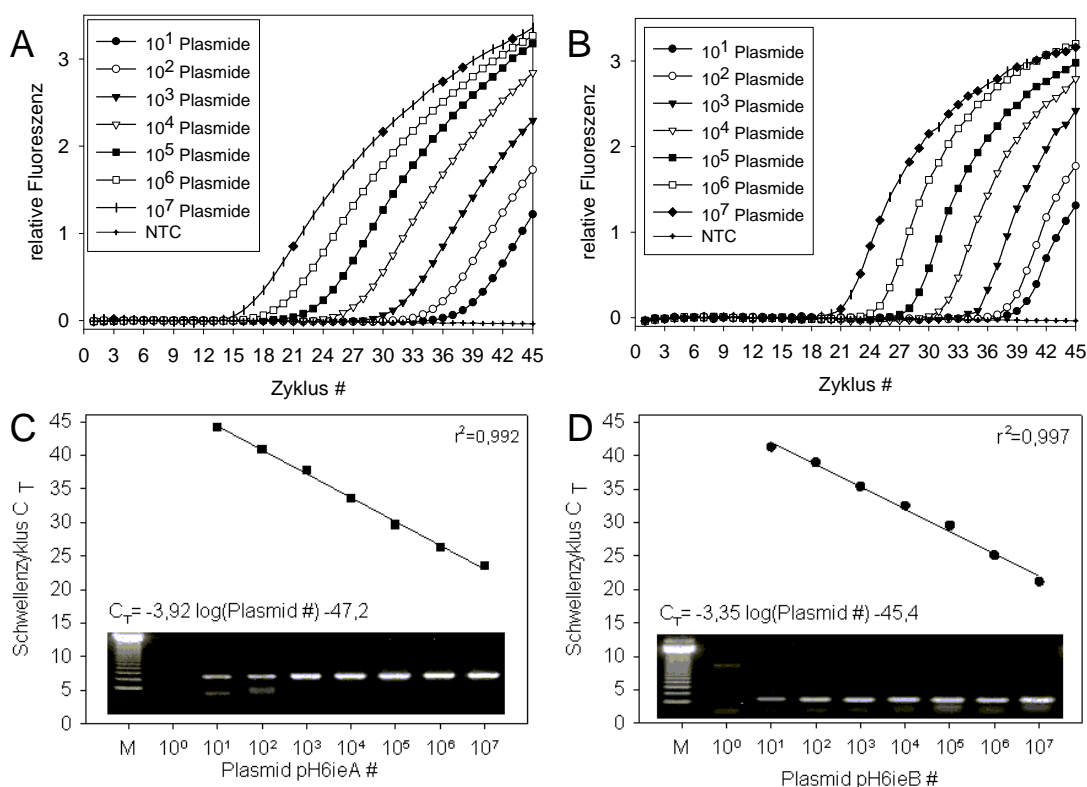 A
3
2
1
0
relative Fluoreszenz
10¹ Plasmide
10² Plasmide
10³ Plasmide
10⁴ Plasmide
10⁵ Plasmide
10⁶ Plasmide
10⁷ Plasmide
NTC
0 3 6 9 12 15 18 21 24 27 30 33 36 39 42 45
Zyklus #
B
3
2
1
0
relative Fluoreszenz
10¹ Plasmide
10² Plasmide
10³ Plasmide
10⁴ Plasmide
10⁵ Plasmide
10⁶ Plasmide
10⁷ Plasmide
NTC
0 3 6 9 12 15 18 21 24 27 30 33 36 39 42 45
Zyklus #
C
45
40
35
30
25
20
15
10
5
0
Schwellenzyklus C T
r²=0,992
C_T= -3,92 log(Plasmid #) -47,2
M 10⁰ 10¹ 10² 10³ 10⁴ 10⁵ 10⁶ 10⁷
Plasmid pH6ieA #
D
45
40
35
30
25
20
15
10
5
0
Schwellenzyklus C T
r²=0,997
C_T= -3,35 log(Plasmid #) -45,4
M 10⁰ 10¹ 10² 10³ 10⁴ 10⁵ 10⁶ 10⁷
Plasmid pH6ieB #